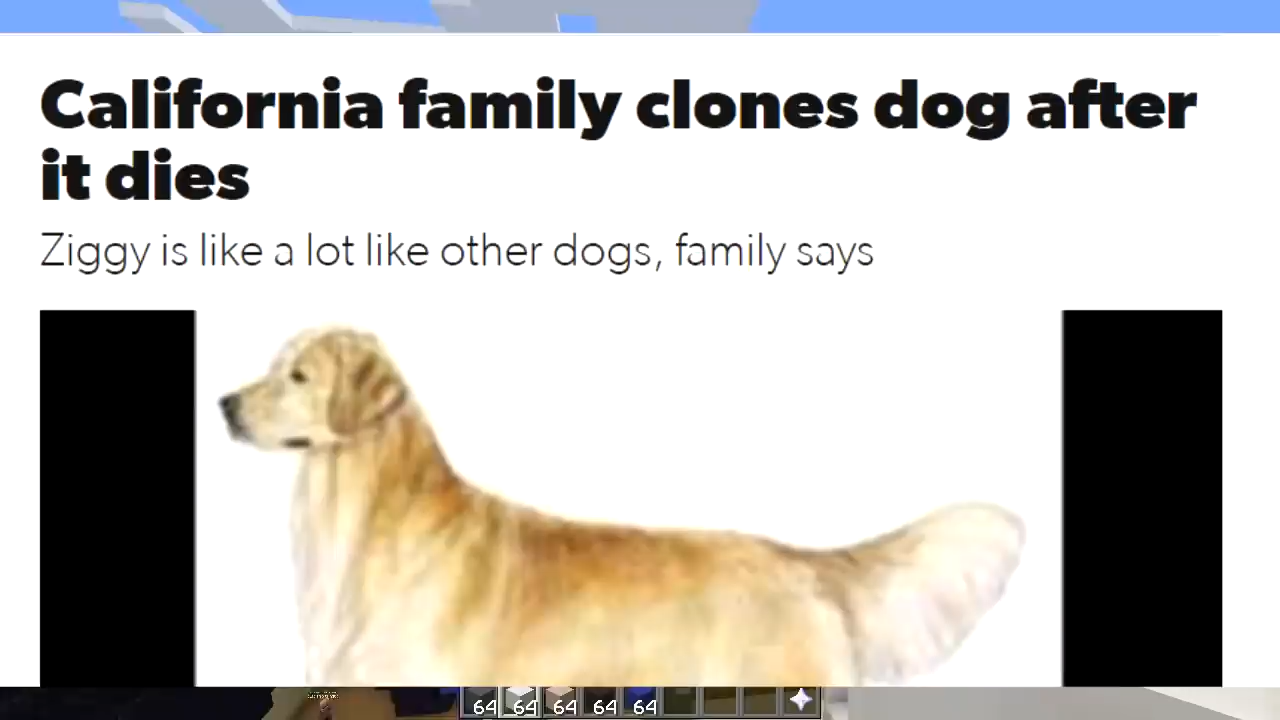 California family clones dog after
it dies
Ziggy is like a lot like other dogs, family says
64 64 64 64 64